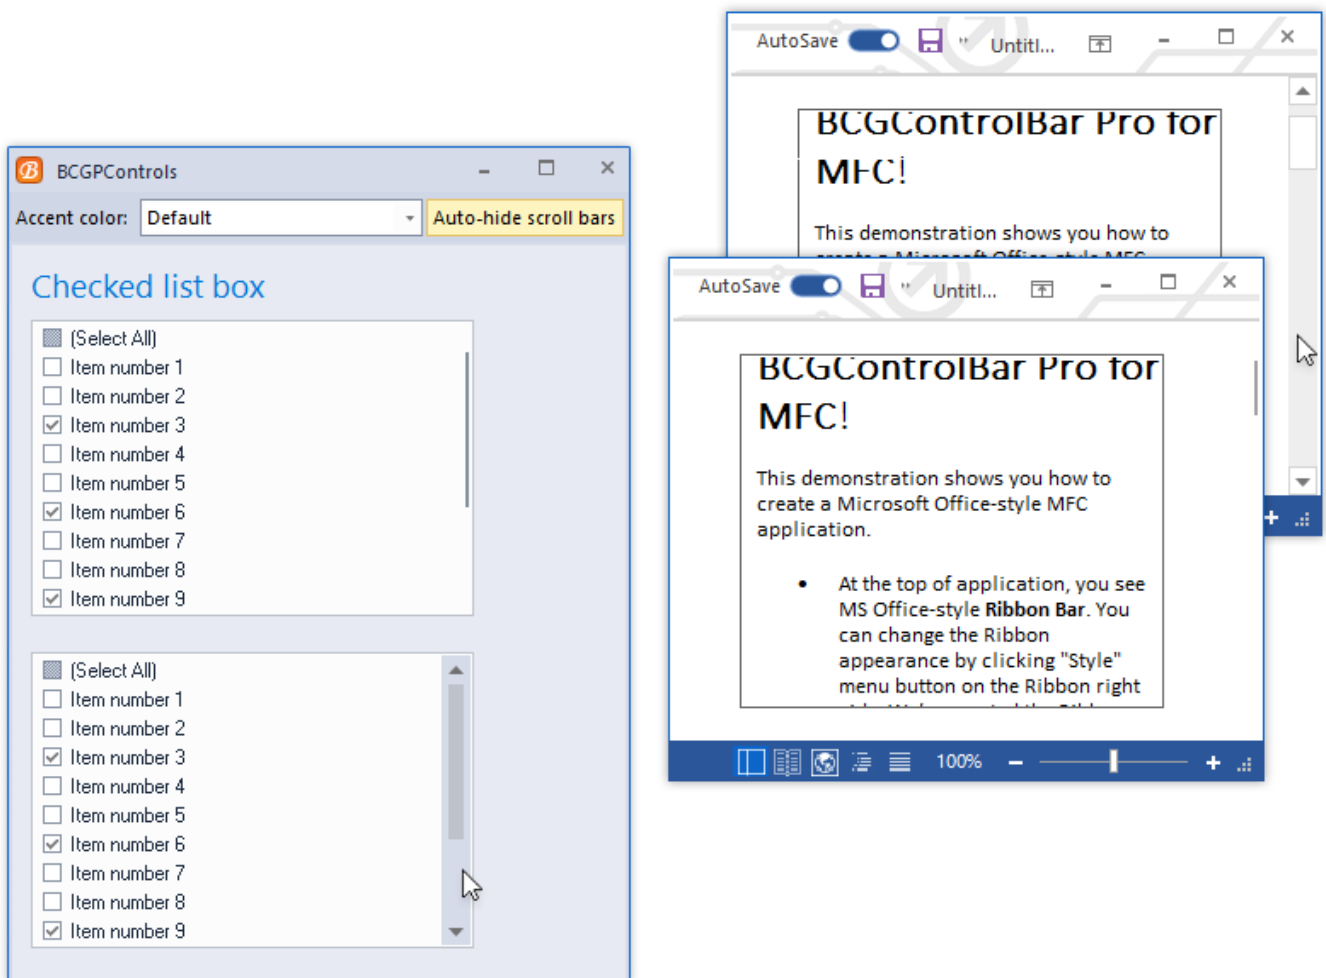 BCGPControls
Accent color: Default Auto-hide scroll bars
Checked list box
(Select All)
Item number 1
Item number 2
Item number 3
Item number 4
Item number 5
Item number 6
Item number 7
Item number 8
Item number 9
(Select All)
Item number 1
Item number 2
Item number 3
Item number 4
Item number 5
Item number 6
Item number 7
Item number 8
Item number 9
AutoSave Untitl...
BCGControlBar Pro for
MFC!
This demonstration shows you how to
create a Microsoft Office-style MFC
AutoSave Untitl...
BCGControlBar Pro for
MFC!
This demonstration shows you how to
create a Microsoft Office-style MFC
application.
• At the top of application, you see
MS Office-style Ribbon Bar. You
can change the Ribbon
appearance by clicking "Style"
menu button on the Ribbon right
100%